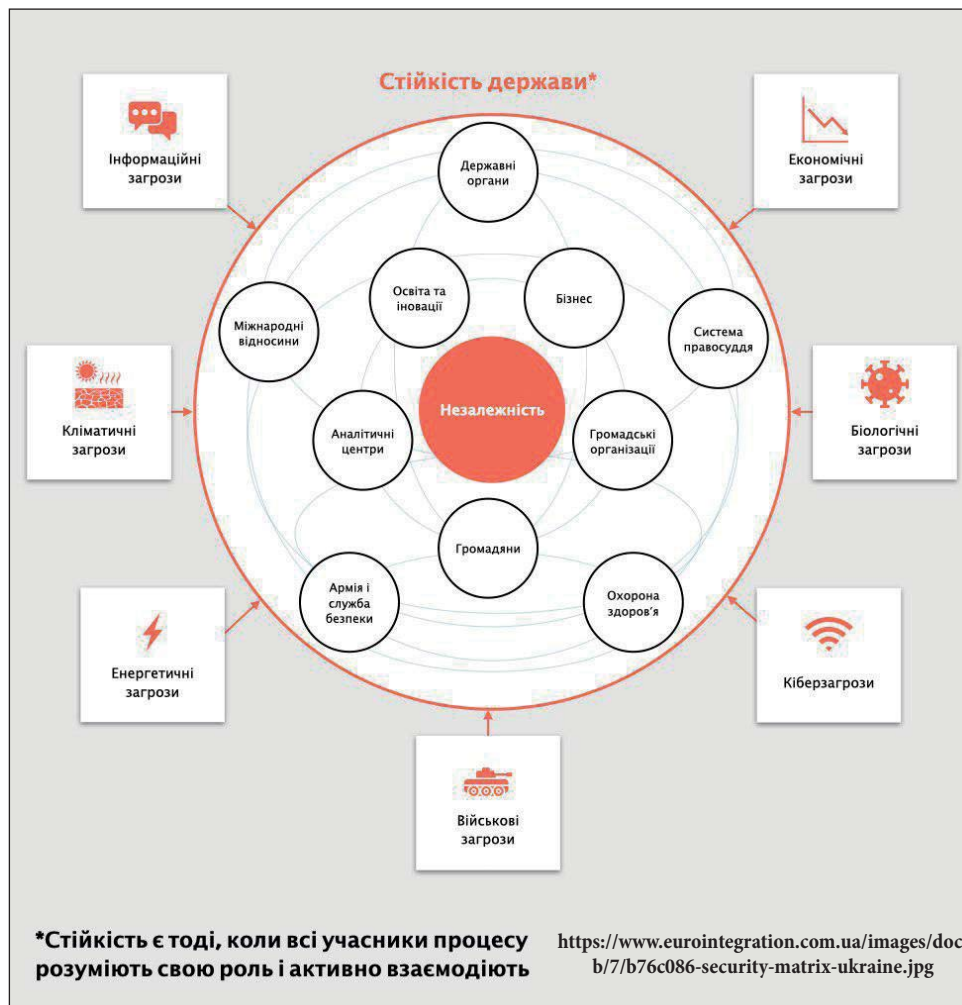 Стійкість держави*
Інформаційні
загрози
Економічні
загрози
Державні
органи
Освіта та
іновації
Бізнес
Міжнародні
відносини
Система
правосуддя
Незалежність
Кліматичні
загрози
Біологічні
загрози
Аналітичні
центри
Громадські
організації
Громадяни
Армія і
служба
безпеки
Охорона
здоров'я
Енергетичні
загрози
Кіберзагрози
Військові
загрози
*Стійкість є тоді, коли всі учасники процесу
розуміють свою роль і активно взаємодіють
https://www.eurointegration.com.ua/images/doc
b/7/b76c086-security-matrix-ukraine.jpg